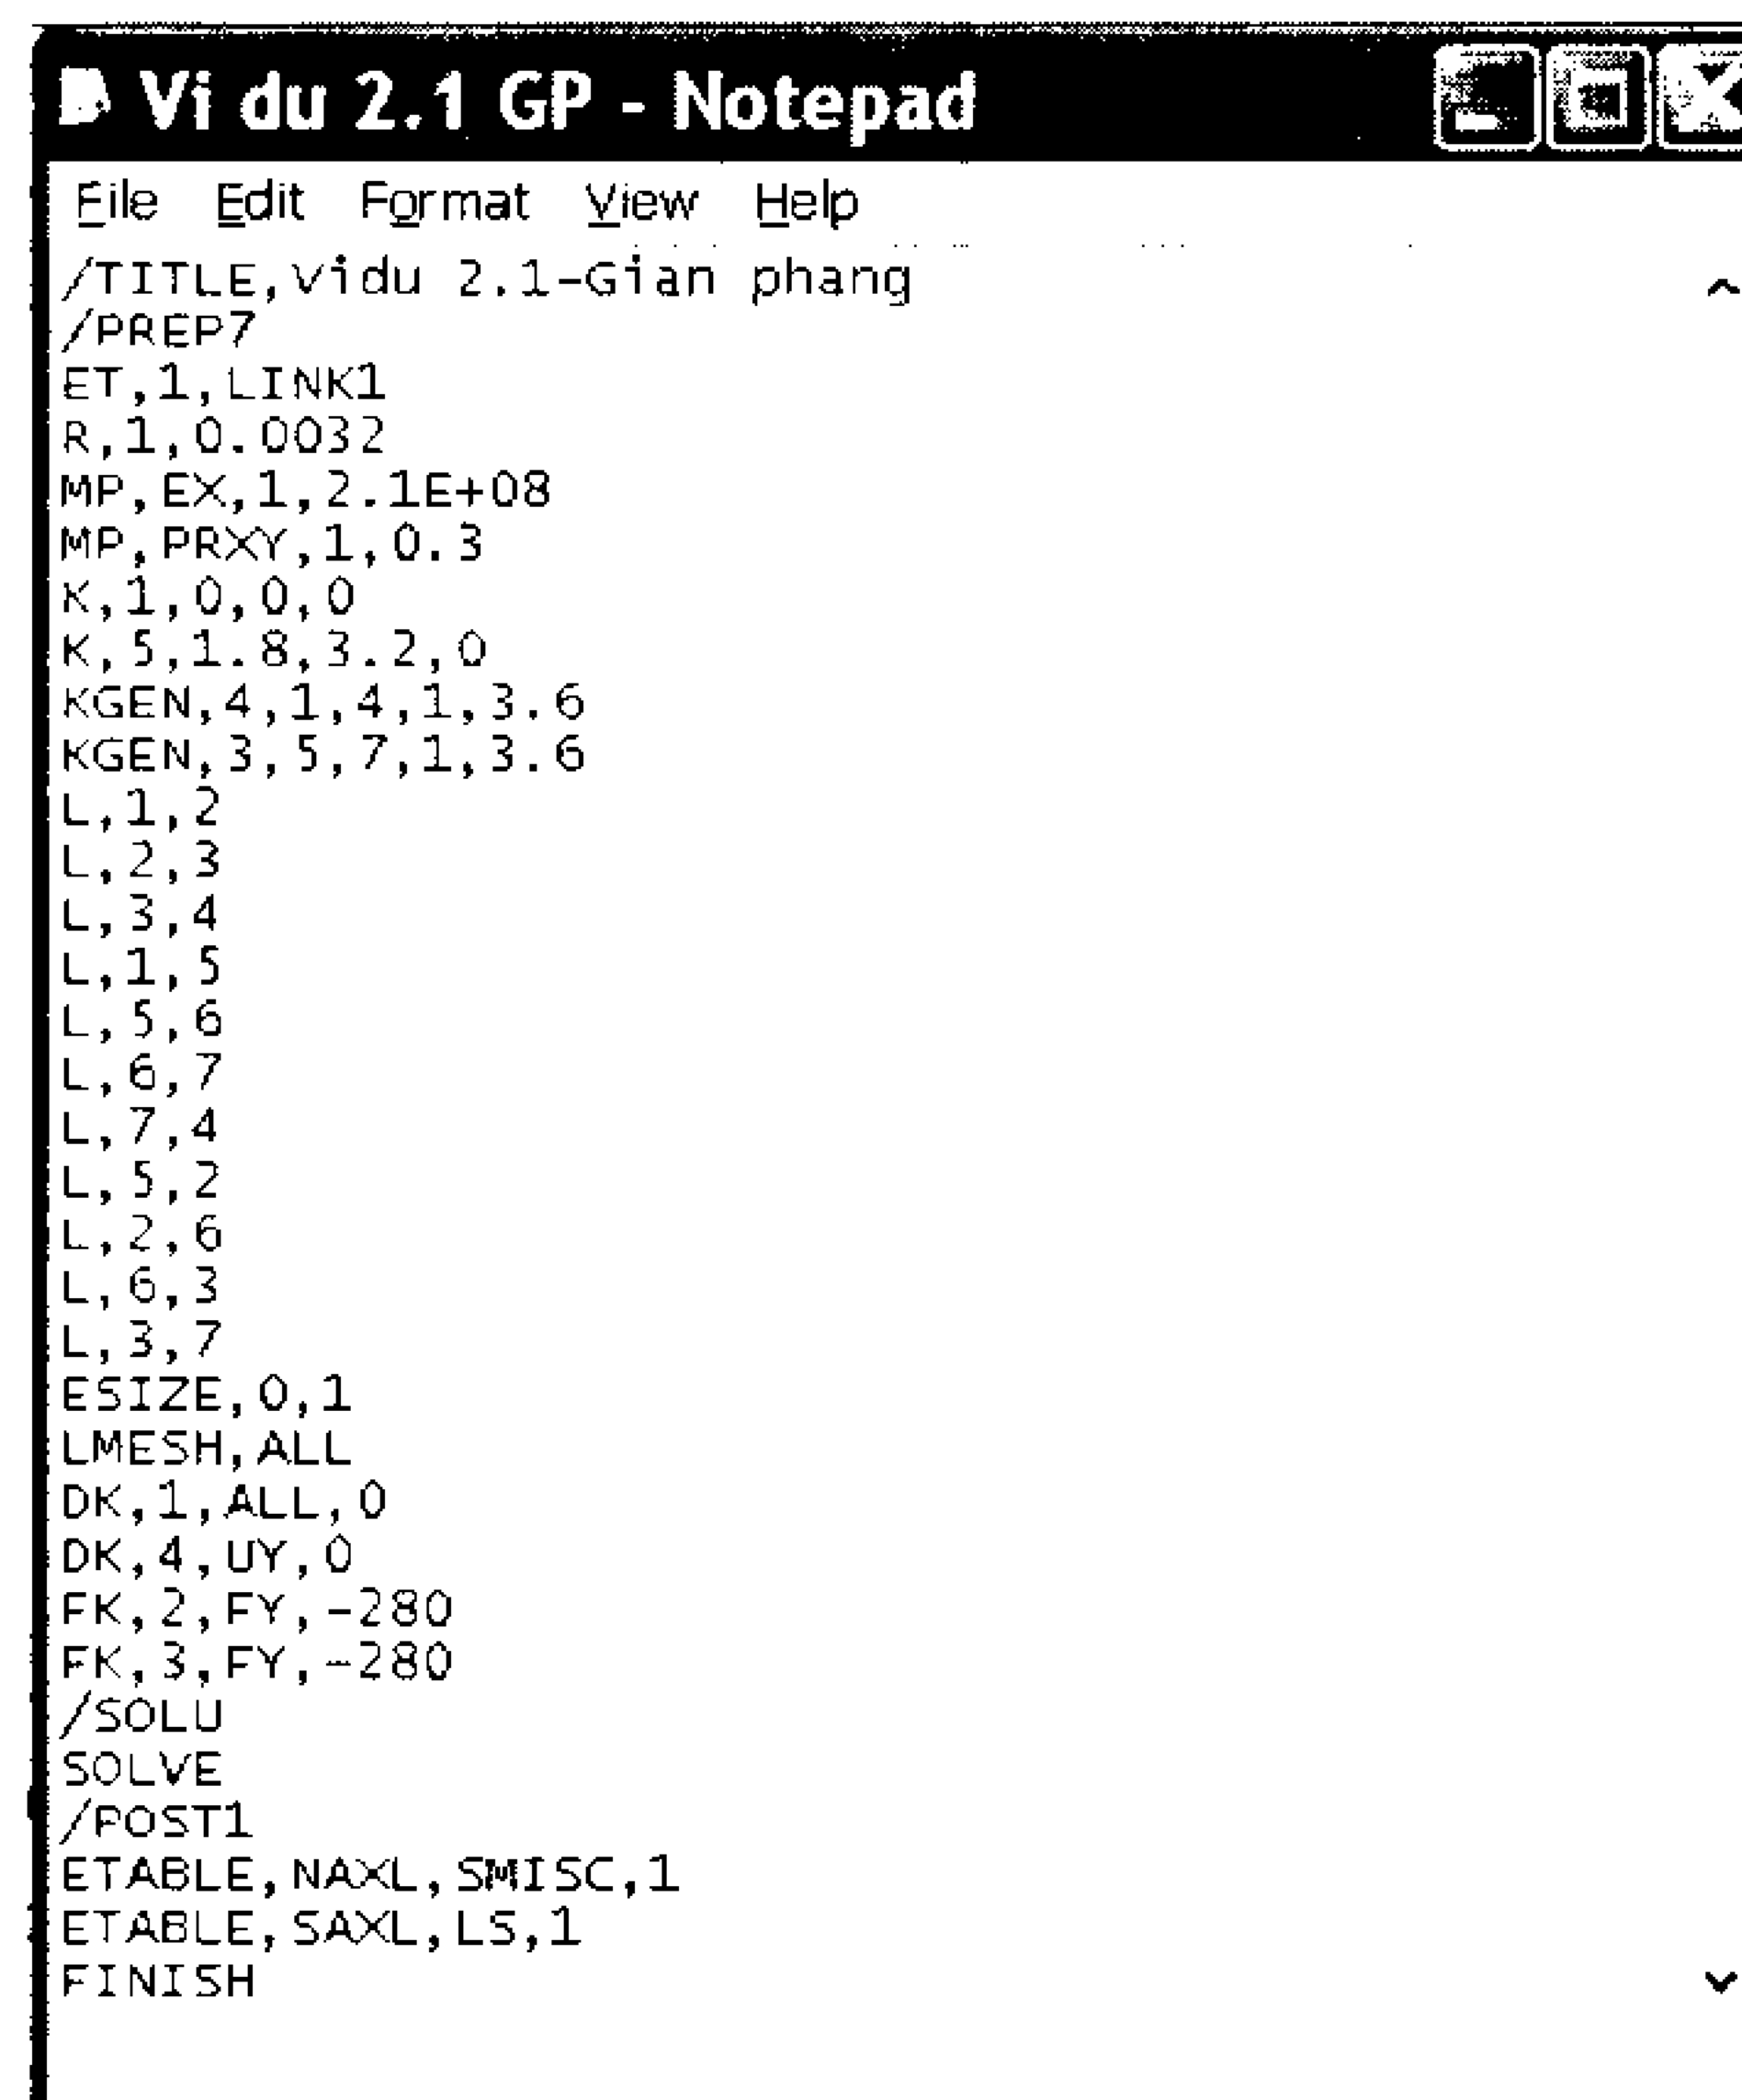 Vi du 2.1 GP - Notepad
File Edit Format View Help
/TITLE,Vidu 2.1-Gian phang
/PREP7
ET,1,LINK1
R,1,0.0032
MP,EX,1,2.1E+08
MP,PRXY,1,0.3
K,1,0,0,0
K,5,1.8,3.2,0
KGEN,4,1,4,1,3.6
KGEN,3,5,7,1,3.6
L,1,2
L,2,3
L,3,4
L,1,5
L,5,6
L,6,7
L,7,4
L,5,2
L,2,6
L,6,3
L,3,7
ESIZE,0,1
LMESH,ALL
DK,1,ALL,0
DK,4,UY,0
FK,2,FY,-280
FK,3,FY,-280
/SOLU
SOLVE
/POST1
ETABLE,NAXL,SMISC,1
ETABLE,SAXL,LS,1
FINISH